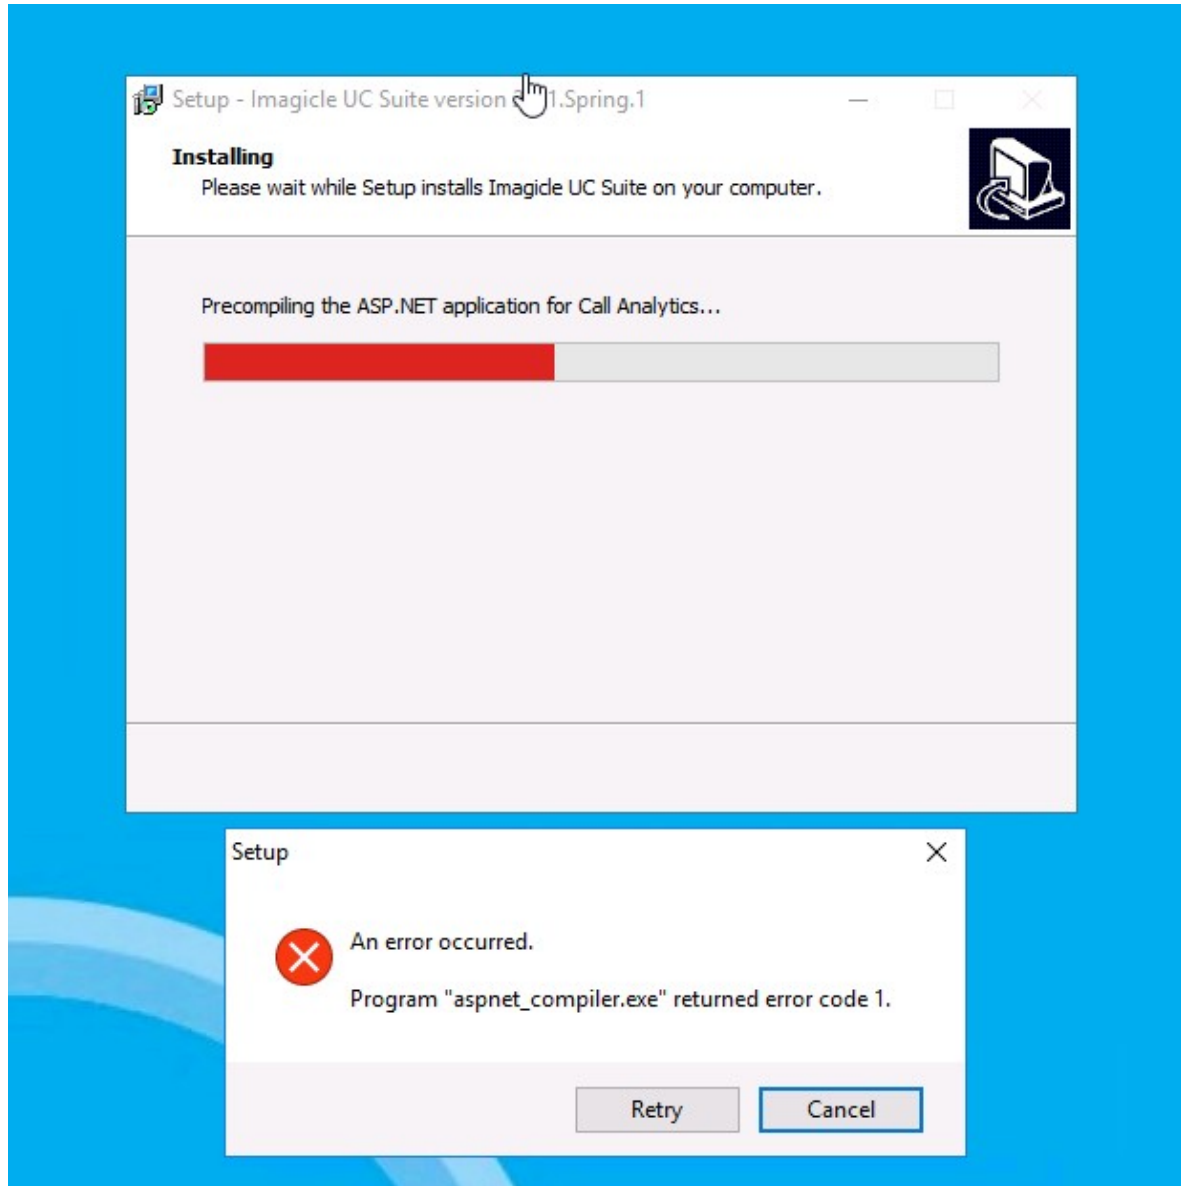 Setup - Imagicle UC Suite version 1.Spring.1
Installing
Please wait while Setup installs Imagicle UC Suite on your computer.
Precompiling the ASP.NET application for Call Analytics...
Setup
An error occurred.
Program "aspnet_compiler.exe" returned error code 1.
Retry
Cancel